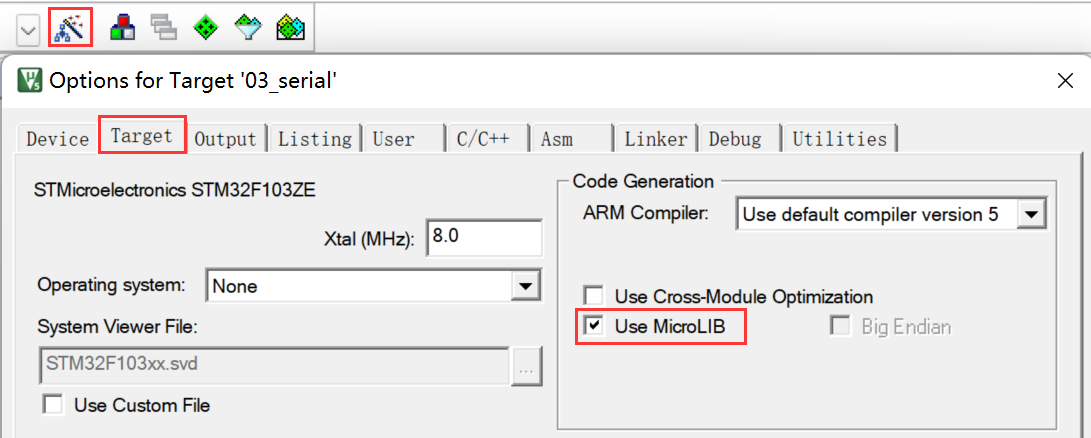 Options for Target '03_serial'
Device Target Output Listing User C/C++ Asm Linker Debug Utilities
STMicroelectronics STM32F103ZE
Xtal (MHz): 8.0
Operating system: None
System Viewer File:
STM32F103xx.svd ...
Use Custom File
Code Generation
ARM Compiler: Use default compiler version 5
Use Cross-Module Optimization
Use MicroLIB Big Endian